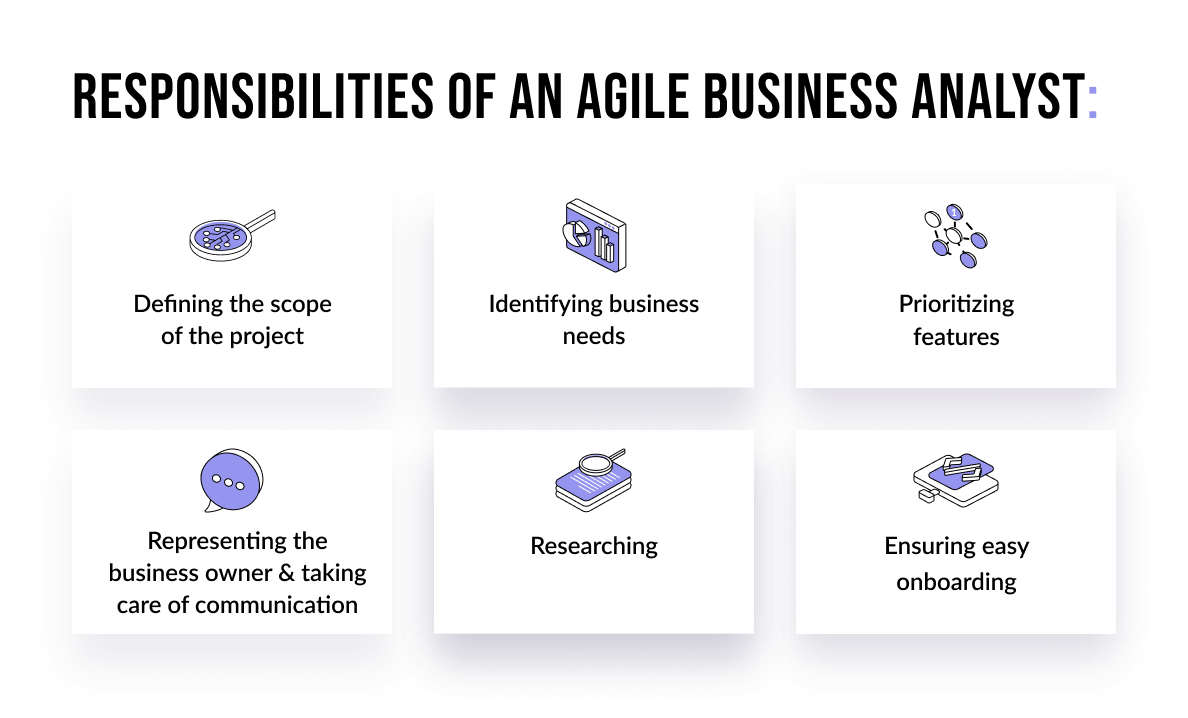 RESPONSIBILITIES OF AN AGILE BUSINESS ANALYST:
Defining the scope
of the project
Identifying business
needs
1
Prioritizing
features
Representing the
business owner & taking
care of communication
Researching
Ensuring easy
onboarding